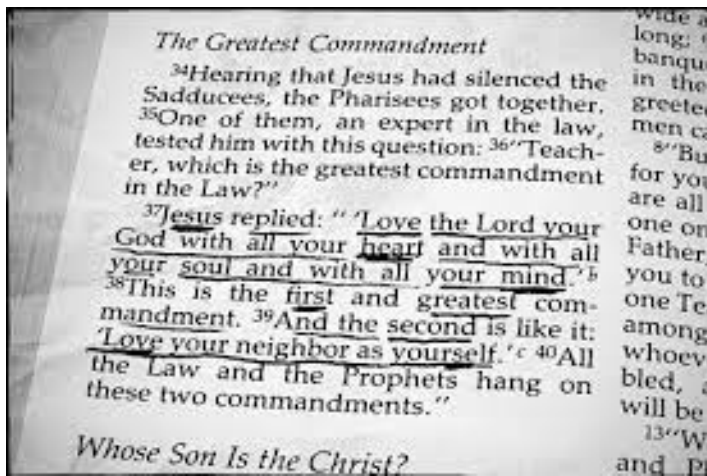 The Greatest Commandment
34Hearing that Jesus had silenced the
Sadducees, the Pharisees got together.
35One of them, an expert in the law,
tested him with this question: 36"Teach-
er, which is the greatest commandment
in the Law?"
37Jesus replied: " 'Love the Lord your
God with all your heart and with all
your soul and with all your mind.'b
38This is the first and greatest com-
mandment. 39And the second is like it:
'Love your neighbor as yourself.'c 40All
the Law and the Prophets hang on
these two commandments."
Whose Son Is the Christ?
wide
long;
in the
men
8"Bu
for you
are all
one on
Father,
you to
one Te
among
whoev
bled,
will be
13"W
and